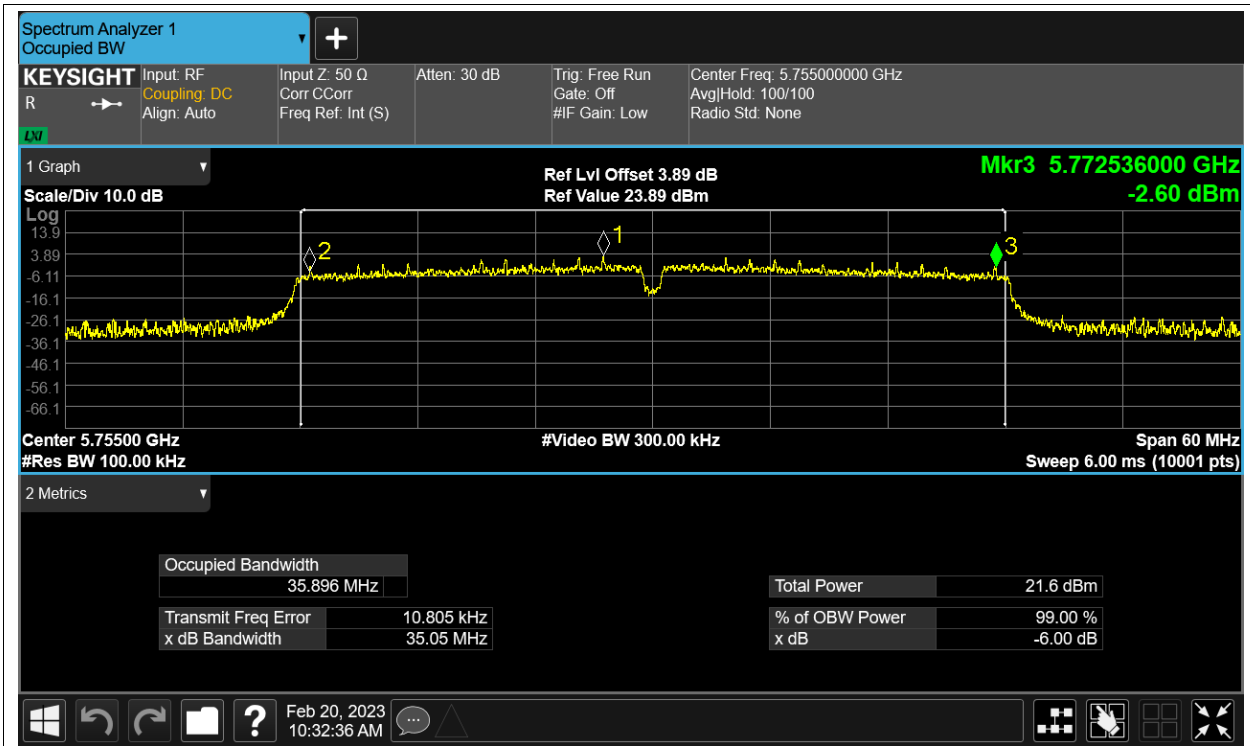 Spectrum Analyzer 1
Occupied BW
KEYSIGHT
R
LXI
Input: RF
Coupling: DC
Align: Auto
Input Z: 50 Ω
Corr CCorr
Freq Ref: Int (S)
Atten: 30 dB
Trig: Free Run
Gate: Off
#IF Gain: Low
Center Freq: 5.755000000 GHz
Avg|Hold: 100/100
Radio Std: None
1 Graph
Scale/Div 10.0 dB
Ref Lvl Offset 3.89 dB
Ref Value 23.89 dBm
Mkr3 5.772536000 GHz
-2.60 dBm
Log
13.9
3.89
-6.11
-16.1
-26.1
-36.1
-46.1
-56.1
-66.1
2
1
3
Center 5.75500 GHz
#Res BW 100.00 kHz
#Video BW 300.00 kHz
Span 60 MHz
Sweep 6.00 ms (10001 pts)
2 Metrics
Occupied Bandwidth
35.896 MHz
Transmit Freq Error 10.805 kHz
x dB Bandwidth 35.05 MHz
Total Power 21.6 dBm
% of OBW Power 99.00 %
x dB -6.00 dB
Feb 20, 2023
10:32:36 AM